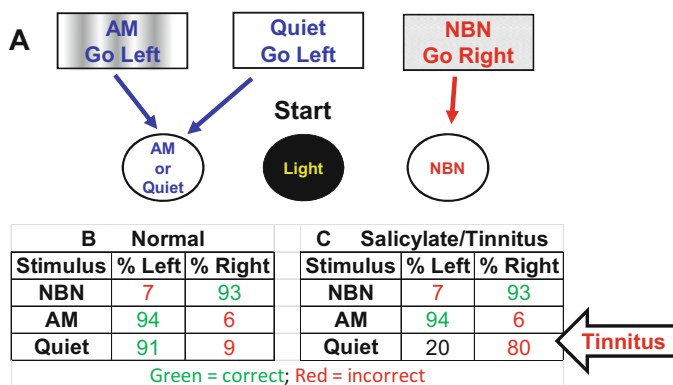 A
AM
Go Left
Quiet
Go Left
NBN
Go Right
Start
AM
or
Quiet
Light
NBN
B Normal
Stimulus % Left % Right
NBN 7 93
AM 94 6
Quiet 91 9
C Salicylate/Tinnitus
Stimulus % Left % Right
NBN 7 93
AM 94 6
Quiet 20 80
Tinnitus
Green = correct; Red = incorrect